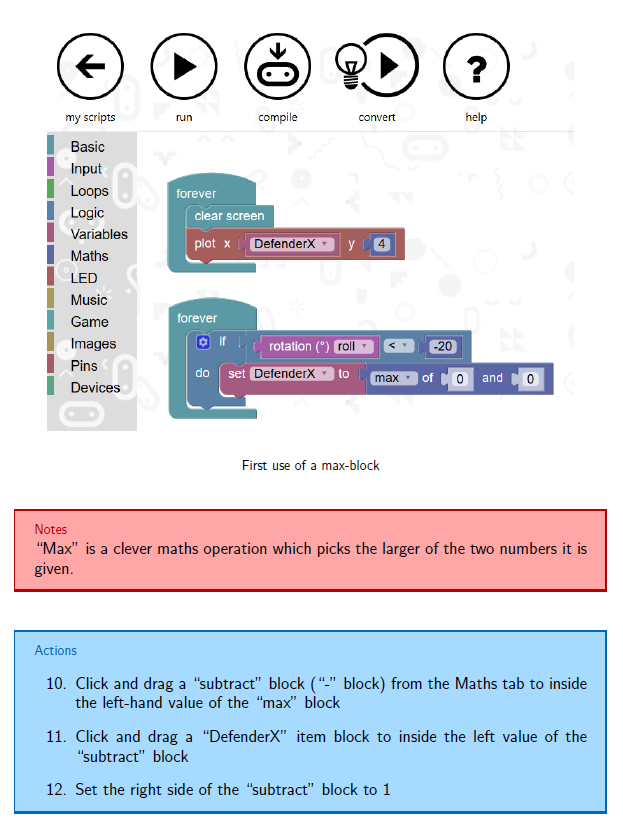 my scripts
run
compile
convert
help
Basic
Input
Loops
Logic
Variables
Maths
LED
Music
Game
Images
Pins
Devices
forever
clear screen
plot x DefenderX y 4
forever
if rotation (°) roll < -20
do set DefenderX to max of 0 and 0
First use of a max-block
Notes
“Max” is a clever maths operation which picks the larger of the two numbers it is
given.
Actions
10. Click and drag a “subtract” block (“-” block) from the Maths tab to inside
the left-hand value of the “max” block
11. Click and drag a “DefenderX” item block to inside the left value of the
“subtract” block
12. Set the right side of the “subtract” block to 1